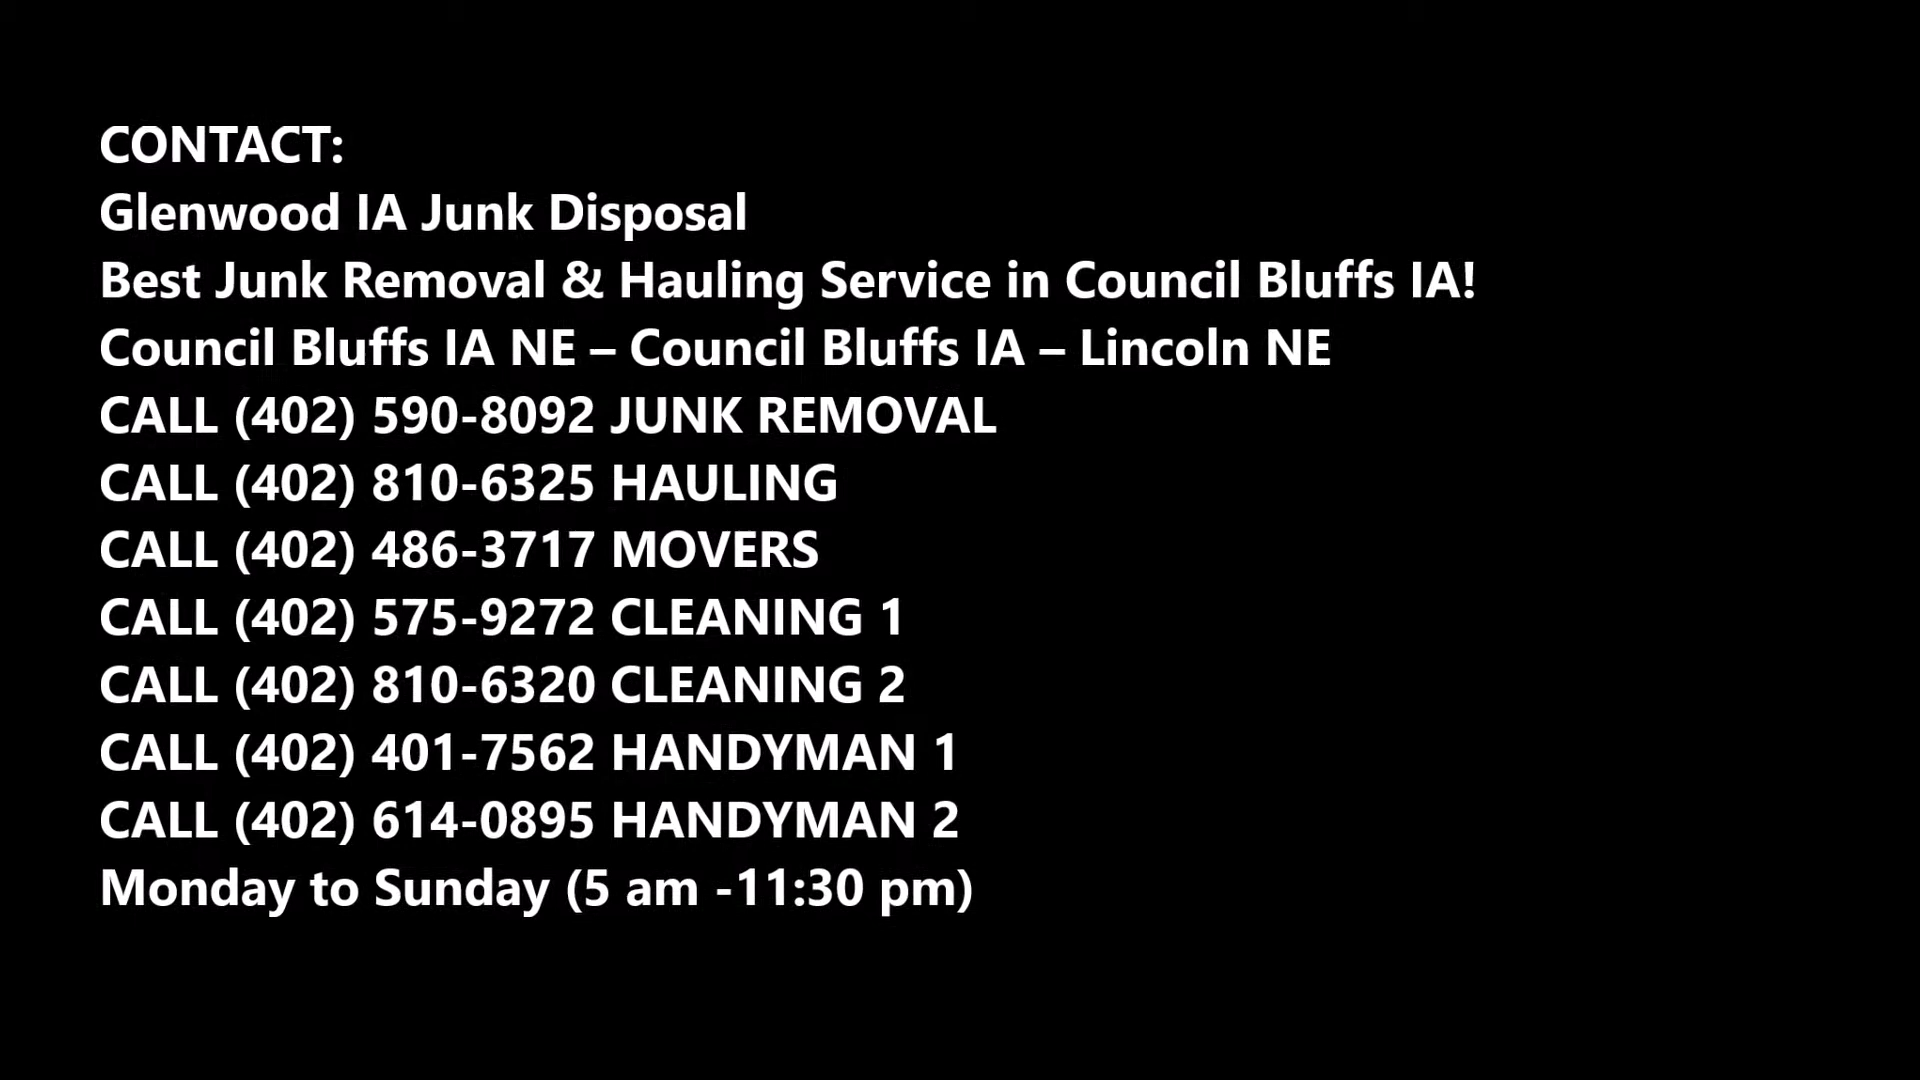 CONTACT:
Glenwood IA Junk Disposal
Best Junk Removal & Hauling Service in Council Bluffs IA!
Council Bluffs IA NE – Council Bluffs IA – Lincoln NE
CALL (402) 590-8092 JUNK REMOVAL
CALL (402) 810-6325 HAULING
CALL (402) 486-3717 MOVERS
CALL (402) 575-9272 CLEANING 1
CALL (402) 810-6320 CLEANING 2
CALL (402) 401-7562 HANDYMAN 1
CALL (402) 614-0895 HANDYMAN 2
Monday to Sunday (5 am -11:30 pm)